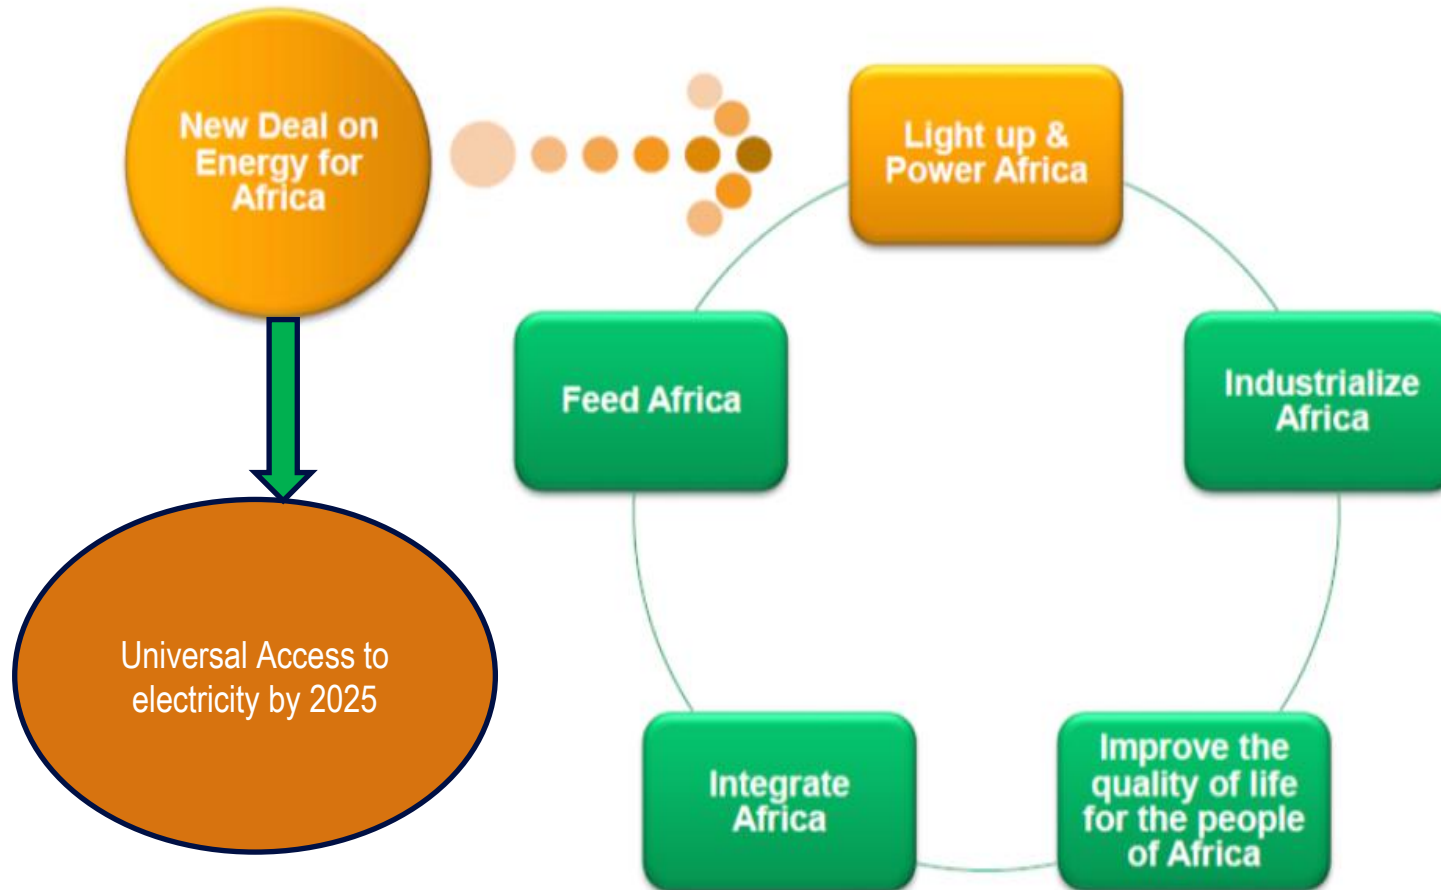 New Deal on
Energy for
Africa
Light up &
Power Africa
Feed Africa
Industrialize
Africa
Universal Access to
electricity by 2025
Integrate
Africa
Improve the
quality of life
for the people
of Africa